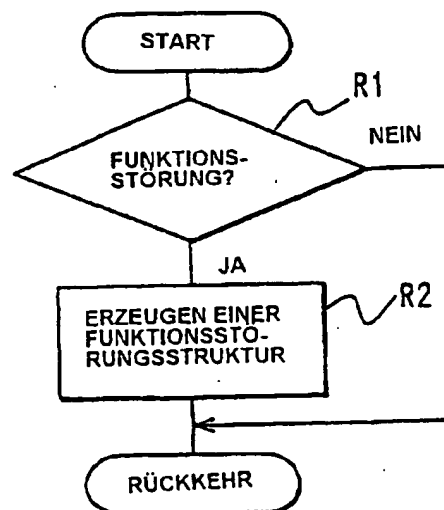 START
R1
NEIN
FUNKTIONS-
STÖRUNG?
JA
R2
ERZEUGEN EINER
FUNKTIONSSTÖ-
RUNGSSTRUKTUR
RÜCKKEHR